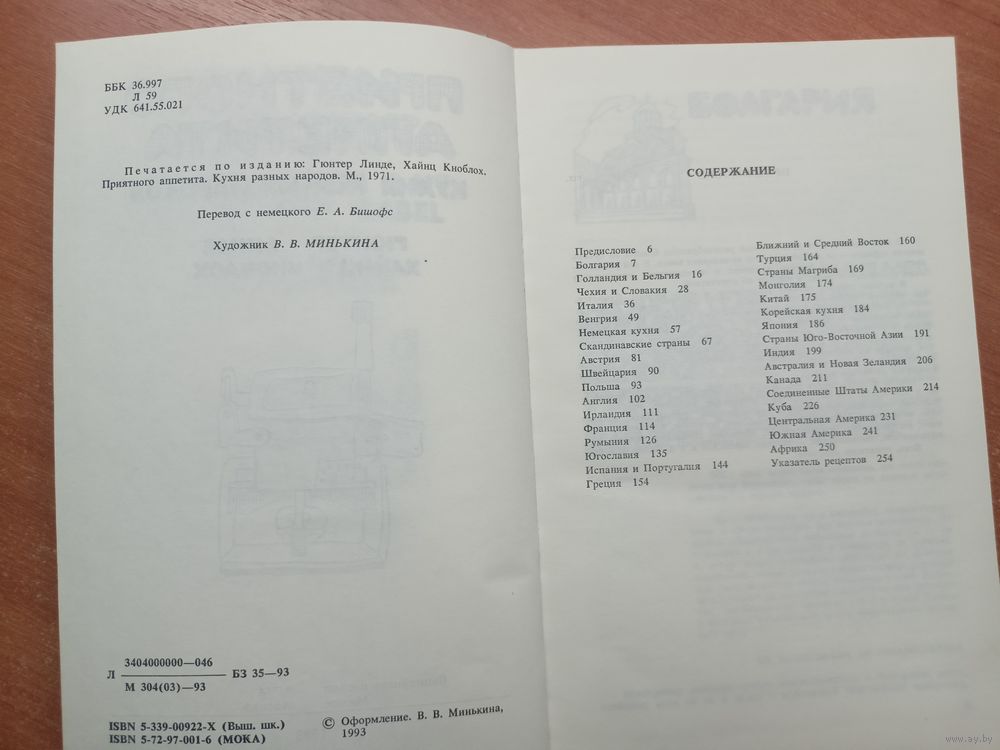 ББК 36.997
Л 59
УДК 641.55.021
Печатается по изданию: Гюнтер Линде, Хайнц Кноблох,
Приятного аппетита. Кухня разных народов. М., 1971.
Перевод с немецкого Е. А. Бишофс
Художник В. В. МИНЬКИНА
Л 3404000000—046
М 304(03)—93 БЗ 35—93
ISBN 5-339-00922-X (Выш. шк.)
ISBN 5-72-97-001-6 (МОКА)
© Оформление. В. В. Минькина,
1993
СОДЕРЖАНИЕ
Предисловие 6
Болгария 7
Голландия и Бельгия 16
Чехия и Словакия 28
Италия 36
Венгрия 49
Немецкая кухня 57
Скандинавские страны 67
Австрия 81
Швейцария 90
Польша 93
Англия 102
Ирландия 111
Франция 114
Румыния 126
Югославия 135
Испания и Португалия 144
Греция 154
Ближний и Средний Восток 160
Турция 164
Страны Магриба 169
Монголия 174
Китай 175
Корейская кухня 184
Япония 186
Страны Юго-Восточной Азии 191
Индия 199
Австралия и Новая Зеландия 206
Канада 211
Соединенные Штаты Америки 214
Куба 226
Центральная Америка 231
Южная Америка 241
Африка 250
Указатель рецептов 254
www.ay.by